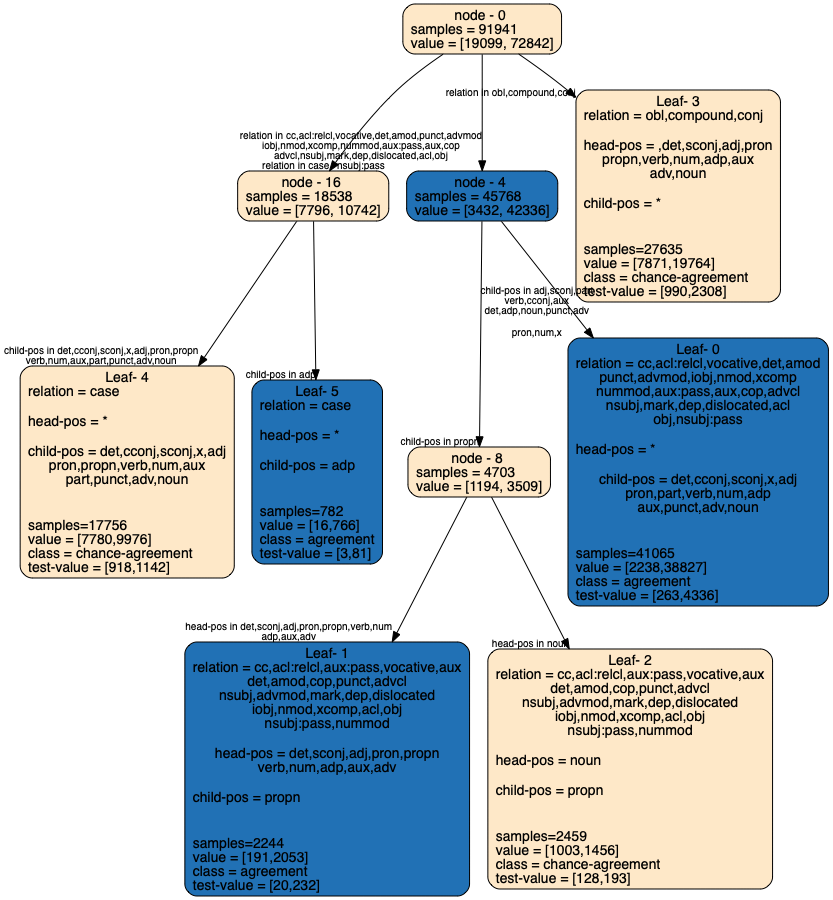 node - 0
samples = 91941
value = [19099, 72842]
relation in obl,compound,conj
Leaf- 3
relation = obl,compound,conj
head-pos = ,det,sconj,adj,pron
propn,verb,num,adp,aux
adv,noun
child-pos = *
samples=27635
value = [7871,19764]
class = chance-agreement
test-value = [990,2308]
relation in cc,acl:relcl,vocative,det,amod,punct,advmod
iobj,nmod,xcomp,nummod,aux:pass,aux,cop
advcl,nsubj,mark,dep,dislocated,acl,obj
relation in case nsubj:pass
node - 16
samples = 18538
value = [7796, 10742]
node - 4
samples = 45768
value = [3432, 42336]
child-pos in adj,sconj,part
verb,cconj,aux
det,adp,noun,punct,adv
pron,num,x
child-pos in det,cconj,sconj,x,adj,pron,propn
verb,num,aux,part,punct,adv,noun
Leaf- 4
relation = case
head-pos = *
child-pos = det,cconj,sconj,x,adj
pron,propn,verb,num,aux
part,punct,adv,noun
samples=17756
value = [7780,9976]
class = chance-agreement
test-value = [918,1142]
child-pos in adp
Leaf- 5
relation = case
head-pos = *
child-pos = adp
samples=782
value = [16,766]
class = agreement
test-value = [3,81]
child-pos in propn
node - 8
samples = 4703
value = [1194, 3509]
Leaf- 0
relation = cc,acl:relcl,vocative,det,amod
punct,advmod,iobj,nmod,xcomp
nummod,aux:pass,aux,cop,advcl
nsubj,mark,dep,dislocated,acl
obj,nsubj:pass
head-pos = *
child-pos = det,cconj,sconj,x,adj
pron,part,verb,num,adp
aux,punct,adv,noun
samples=41065
value = [2238,38827]
class = agreement
test-value = [263,4336]
head-pos in det,sconj,adj,pron,propn,verb,num
adp,aux,adv
Leaf- 1
relation = cc,acl:relcl,aux:pass,vocative,aux
det,amod,cop,punct,advcl
nsubj,advmod,mark,dep,dislocated
iobj,nmod,xcomp,acl,obj
nsubj:pass,nummod
head-pos = det,sconj,adj,pron,propn
verb,num,adp,aux,adv
child-pos = propn
samples=2244
value = [191,2053]
class = agreement
test-value = [20,232]
head-pos in noun
Leaf- 2
relation = cc,acl:relcl,aux:pass,vocative,aux
det,amod,cop,punct,advcl
nsubj,advmod,mark,dep,dislocated
iobj,nmod,xcomp,acl,obj
nsubj:pass,nummod
head-pos = noun
child-pos = propn
samples=2459
value = [1003,1456]
class = chance-agreement
test-value = [128,193]